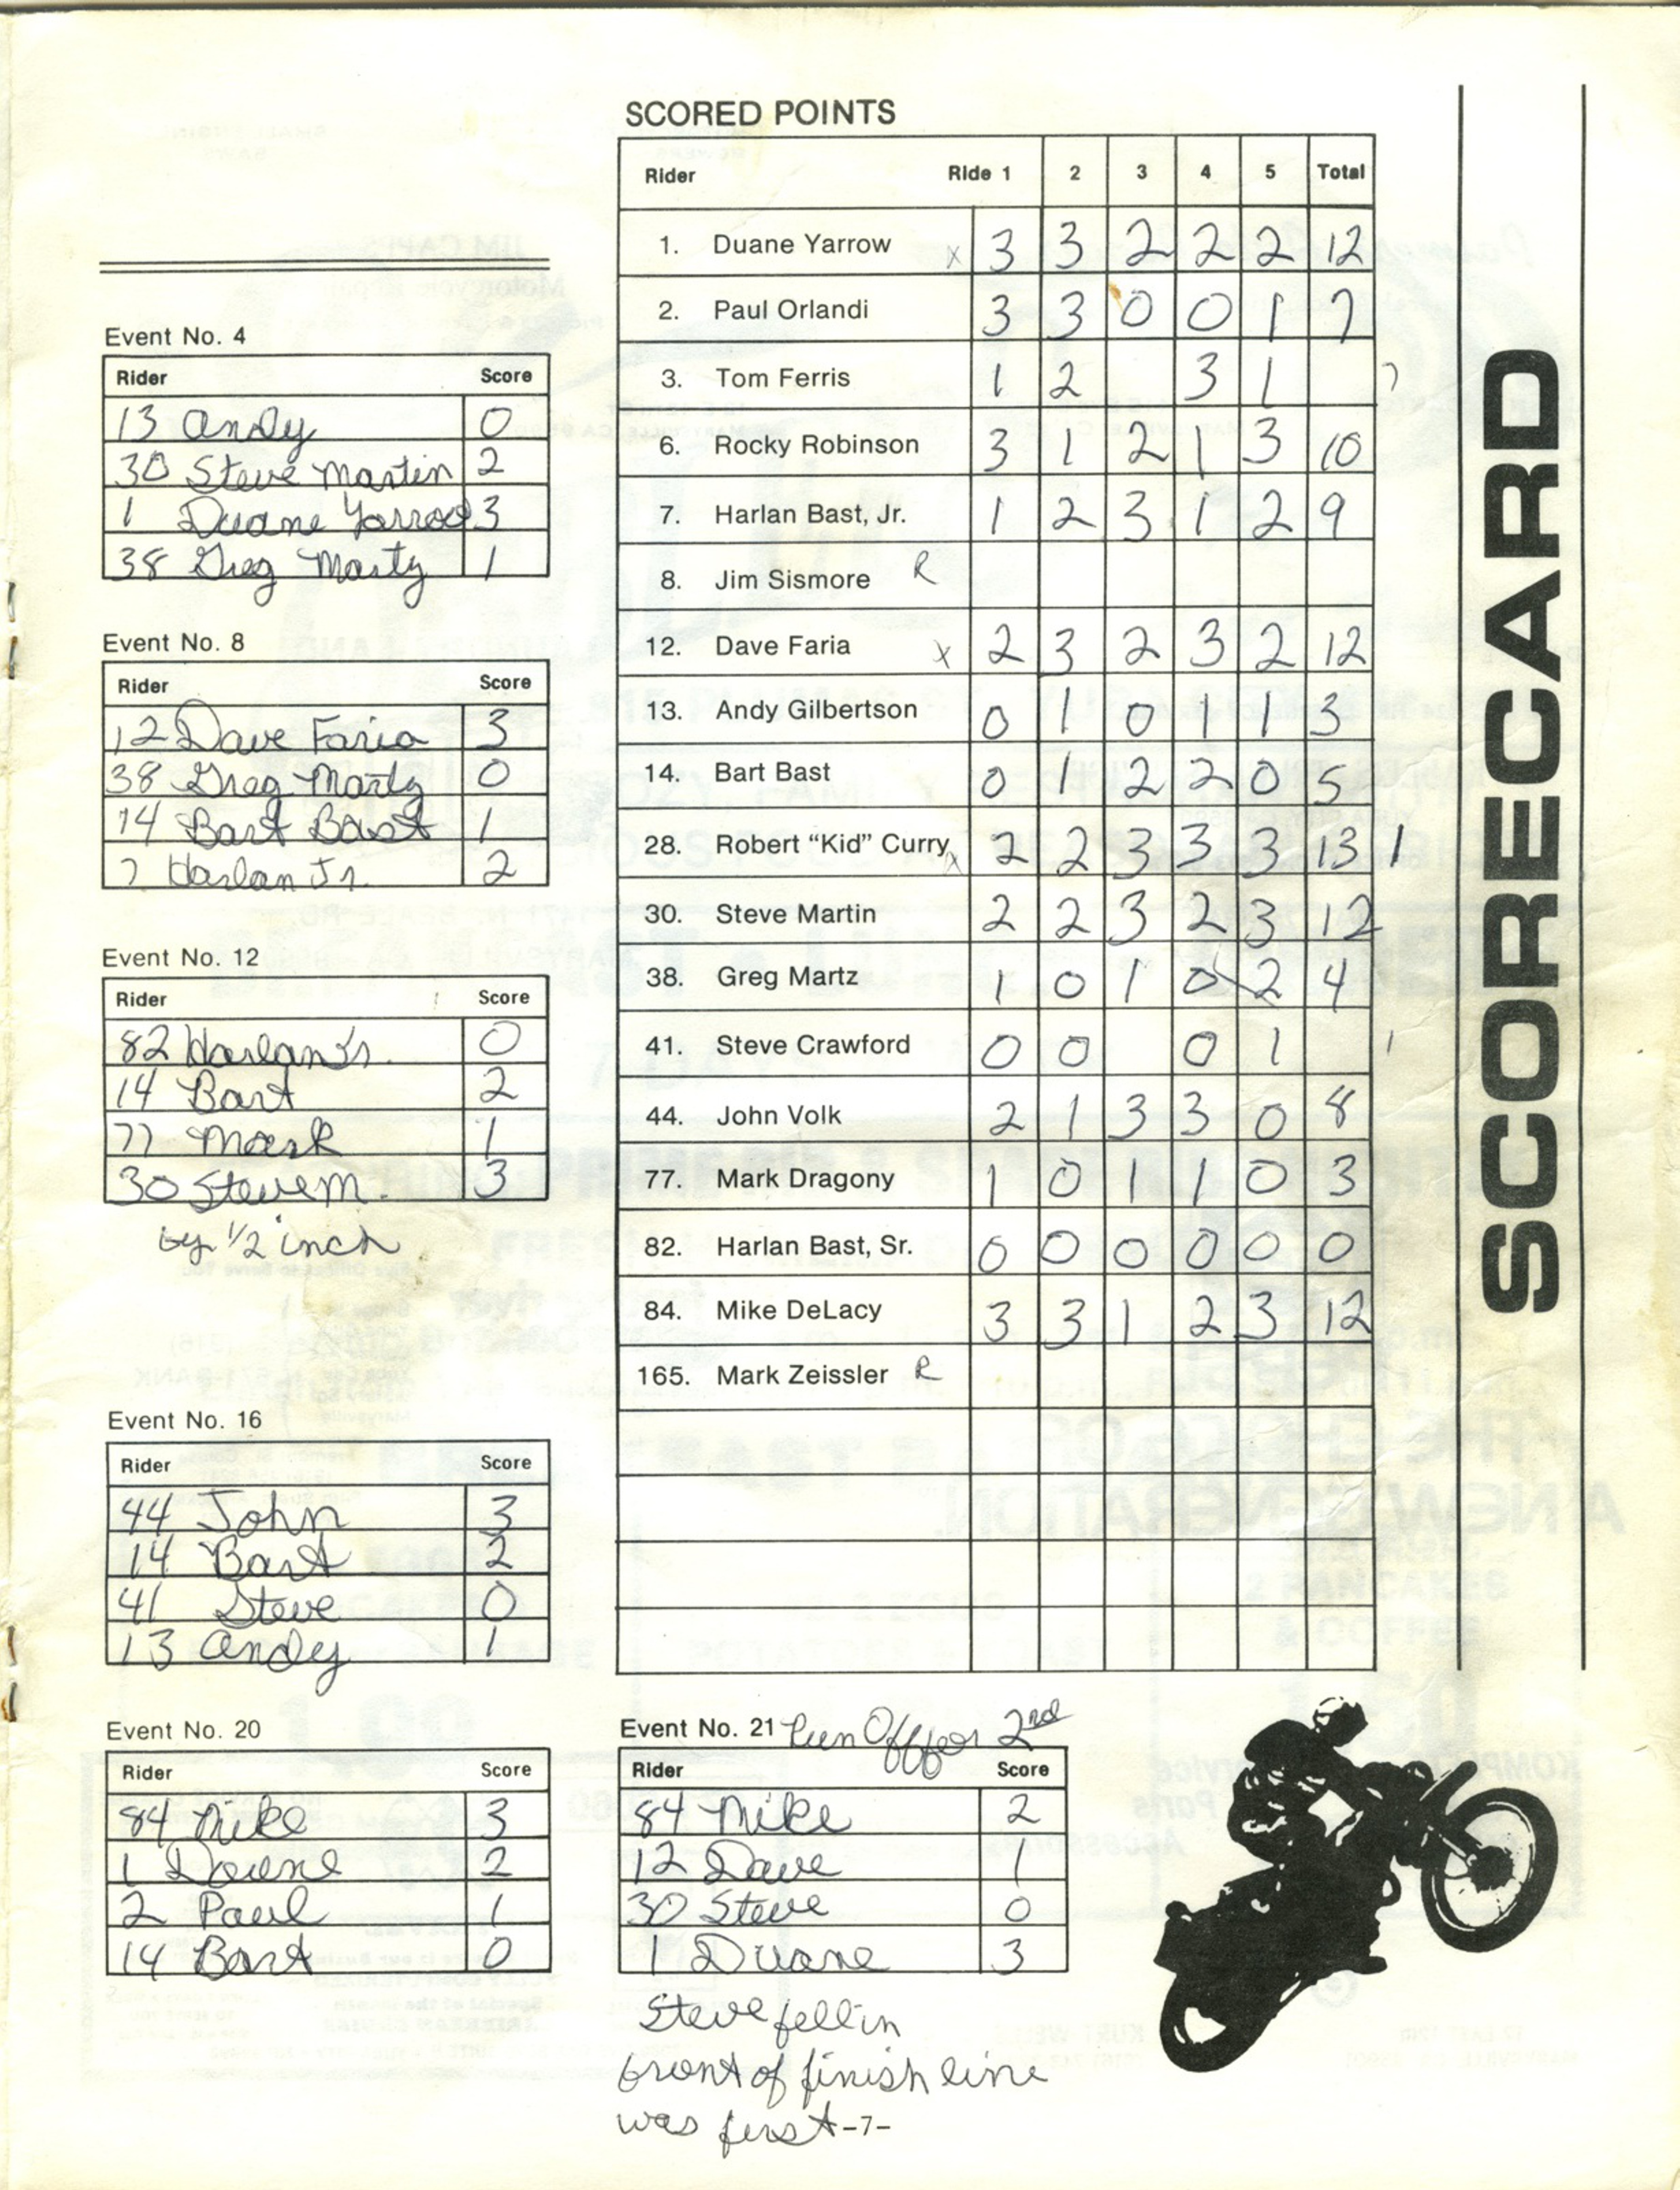 Event No. 4
Rider Score
13 Andy 0
30 Steve Martin 2
1 Duane Yarrow 3
38 Greg Martz 1
Event No. 8
Rider Score
12 Dave Faria 3
38 Greg Martz 0
14 Bart Bast 1
7 Harlan Jr. 2
Event No. 12
Rider Score
82 Harlan Sr. 0
14 Bart 2
77 Mark 1
30 Steve M. 3
by 1/2 inch
Event No. 16
Rider Score
44 John 3
14 Bart 2
41 Steve 0
13 Andy 1
Event No. 20
Rider Score
84 Mike 3
1 Duane 2
2 Paul 1
14 Bart 0
SCORED POINTS
Rider Ride 1 2 3 4 5 Total
1. Duane Yarrow x 3 3 2 2 2 12
2. Paul Orlandi 3 3 0 0 1 7
3. Tom Ferris 1 2 3 1 7
6. Rocky Robinson 3 1 2 1 3 10
7. Harlan Bast, Jr. 1 2 3 1 2 9
8. Jim Sismore R
12. Dave Faria x 2 3 2 3 2 12
13. Andy Gilbertson 0 1 0 1 1 3
14. Bart Bast 0 1 2 2 0 5
28. Robert “Kid” Curry x 2 2 3 3 3 13 1
30. Steve Martin 2 2 3 2 3 12
38. Greg Martz 1 0 1 0 2 4
41. Steve Crawford 0 0 0 1 1
44. John Volk 2 1 3 3 0 8
77. Mark Dragony 1 0 1 1 0 3
82. Harlan Bast, Sr. 0 0 0 0 0 0
84. Mike DeLacy 3 3 1 2 3 12
165. Mark Zeissler R
Event No. 21 Run Off for 2nd
Rider Score
84 Mike 2
12 Dave 1
30 Steve 0
1 Duane 3
Steve fell in
front of finish line
was first
-7-
SCORECARD